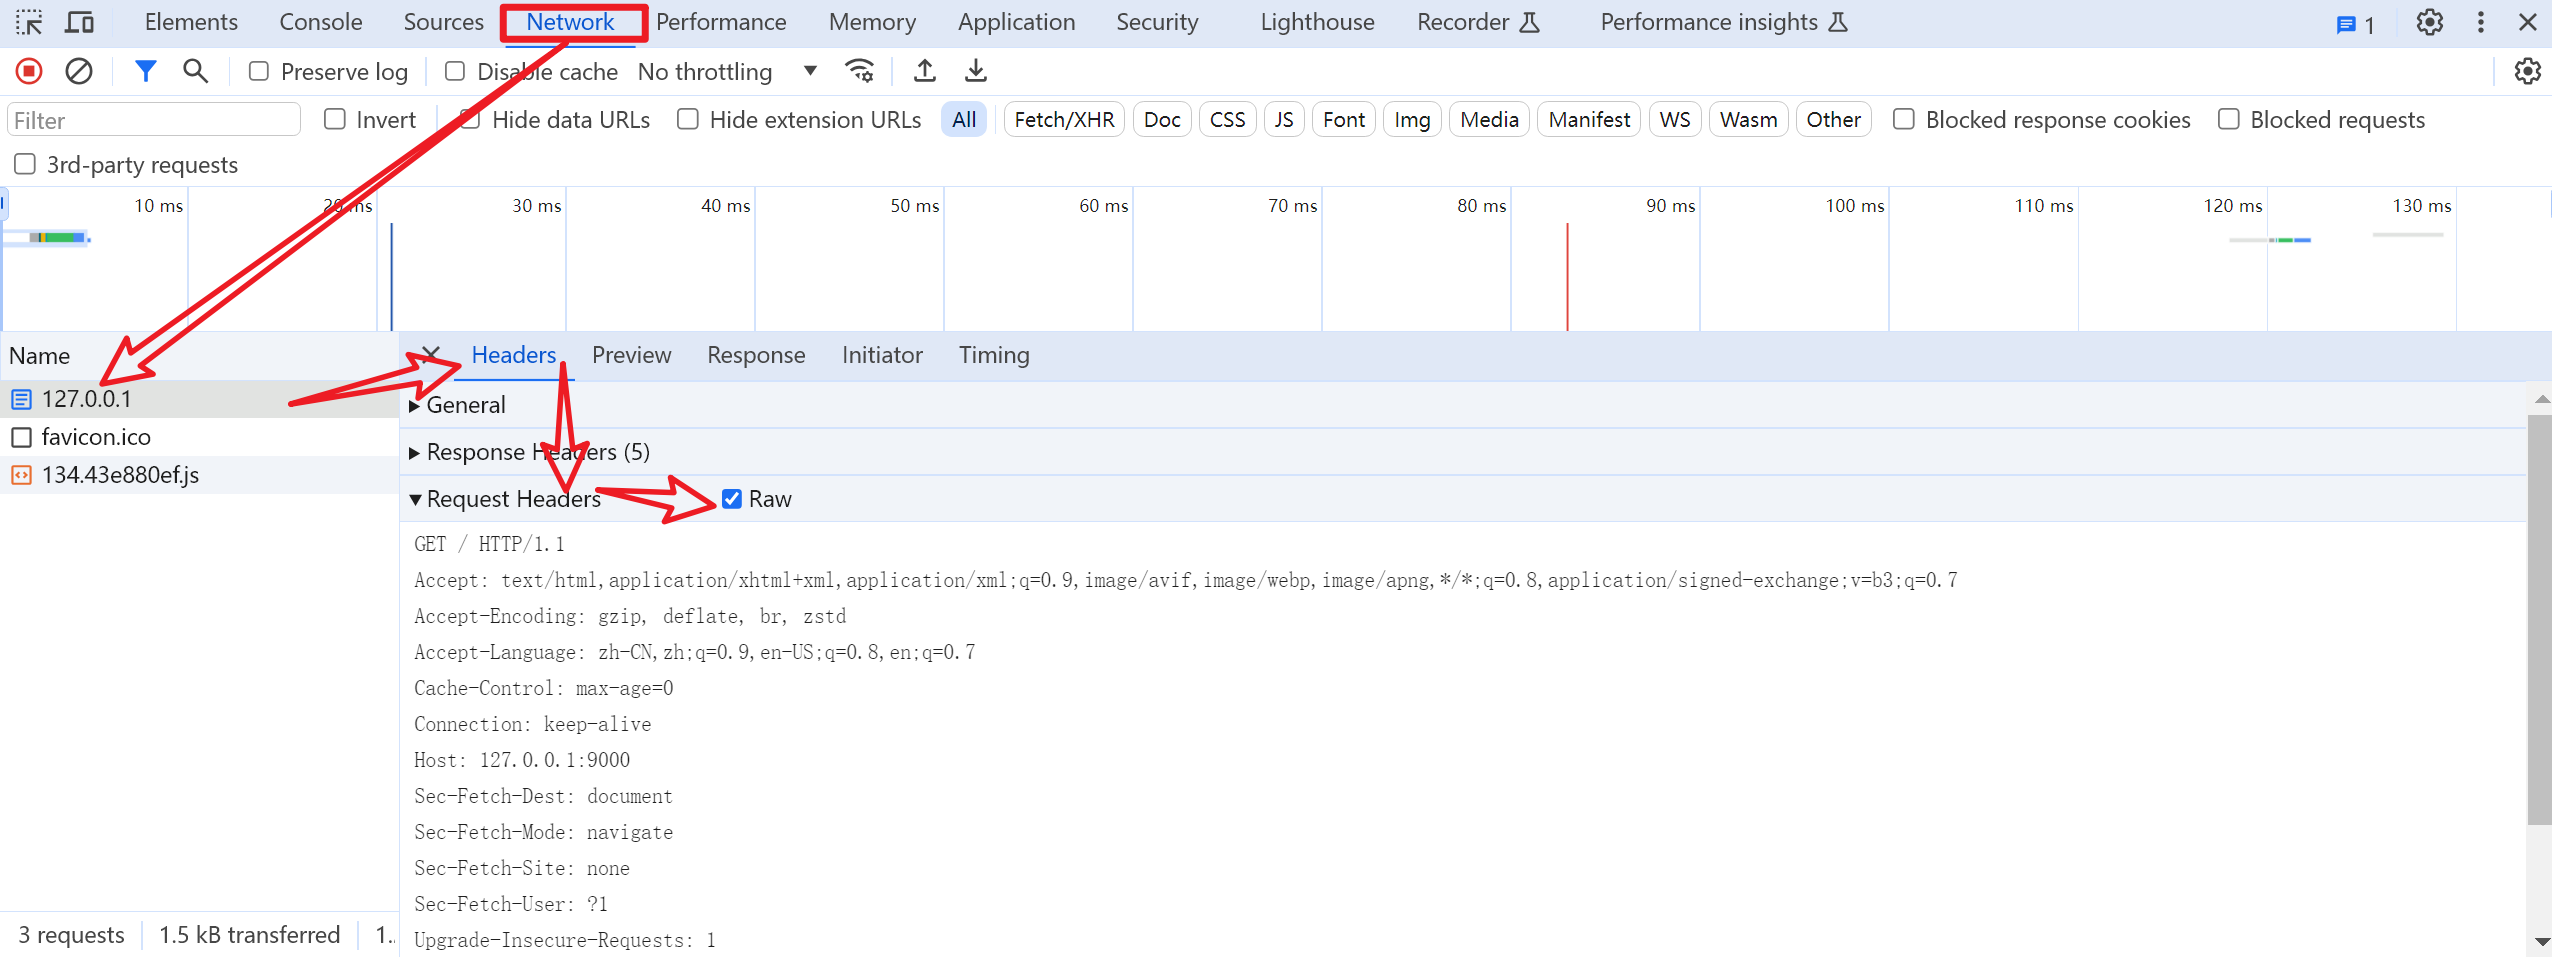 Elements Console Sources Network Performance Memory Application Security Lighthouse Recorder Performance insights 1
Preserve log Disable cache No throttling
Filter Invert Hide data URLs Hide extension URLs All Fetch/XHR Doc CSS JS Font Img Media Manifest WS Wasm Other Blocked response cookies Blocked requests
3rd-party requests
10 ms 20 ms 30 ms 40 ms 50 ms 60 ms 70 ms 80 ms 90 ms 100 ms 110 ms 120 ms 130 ms
Name
127.0.0.1
favicon.ico
134.43e880ef.js
3 requests 1.5 kB transferred 1..
Headers Preview Response Initiator Timing
General
Response Headers (5)
Request Headers Raw
GET / HTTP/1.1
Accept: text/html,application/xhtml+xml,application/xml;q=0.9,image/avif,image/webp,image/apng,*/*;q=0.8,application/signed-exchange;v=b3;q=0.7
Accept-Encoding: gzip, deflate, br, zstd
Accept-Language: zh-CN,zh;q=0.9,en-US;q=0.8,en;q=0.7
Cache-Control: max-age=0
Connection: keep-alive
Host: 127.0.0.1:9000
Sec-Fetch-Dest: document
Sec-Fetch-Mode: navigate
Sec-Fetch-Site: none
Sec-Fetch-User: ?1
Upgrade-Insecure-Requests: 1